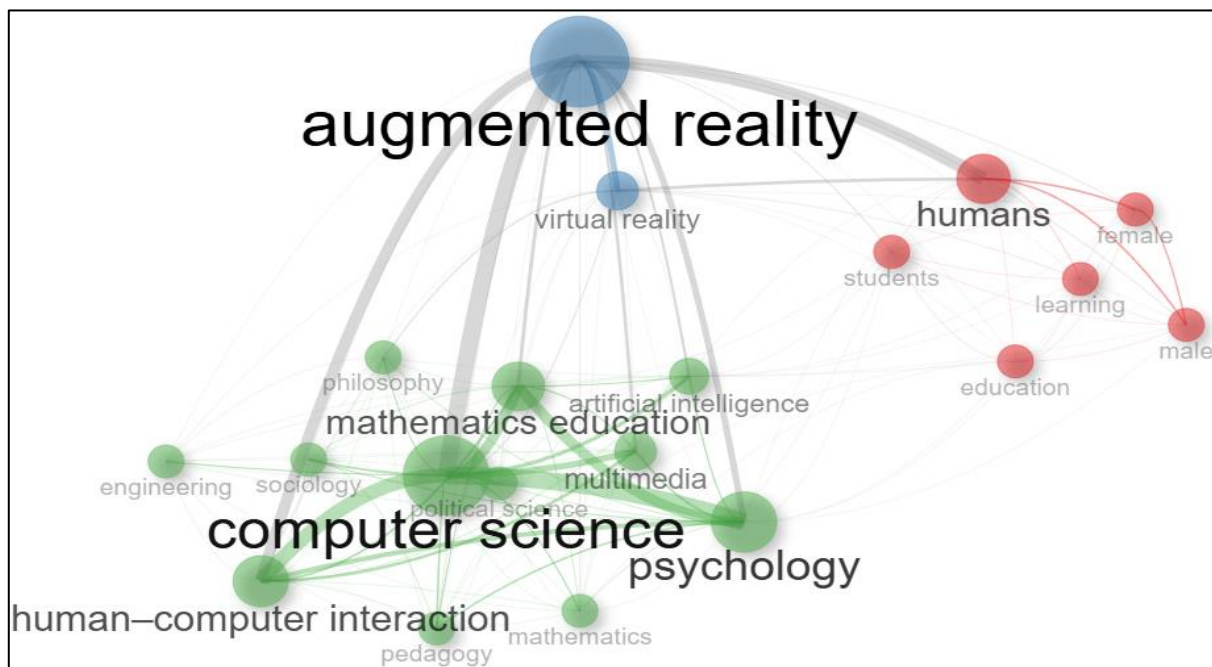 augmented reality
virtual reality
humans
female
students
learning
male
education
philosophy
artificial intelligence
mathematics education
engineering
sociology
multimedia
political science
computer science
psychology
human–computer interaction
mathematics
pedagogy